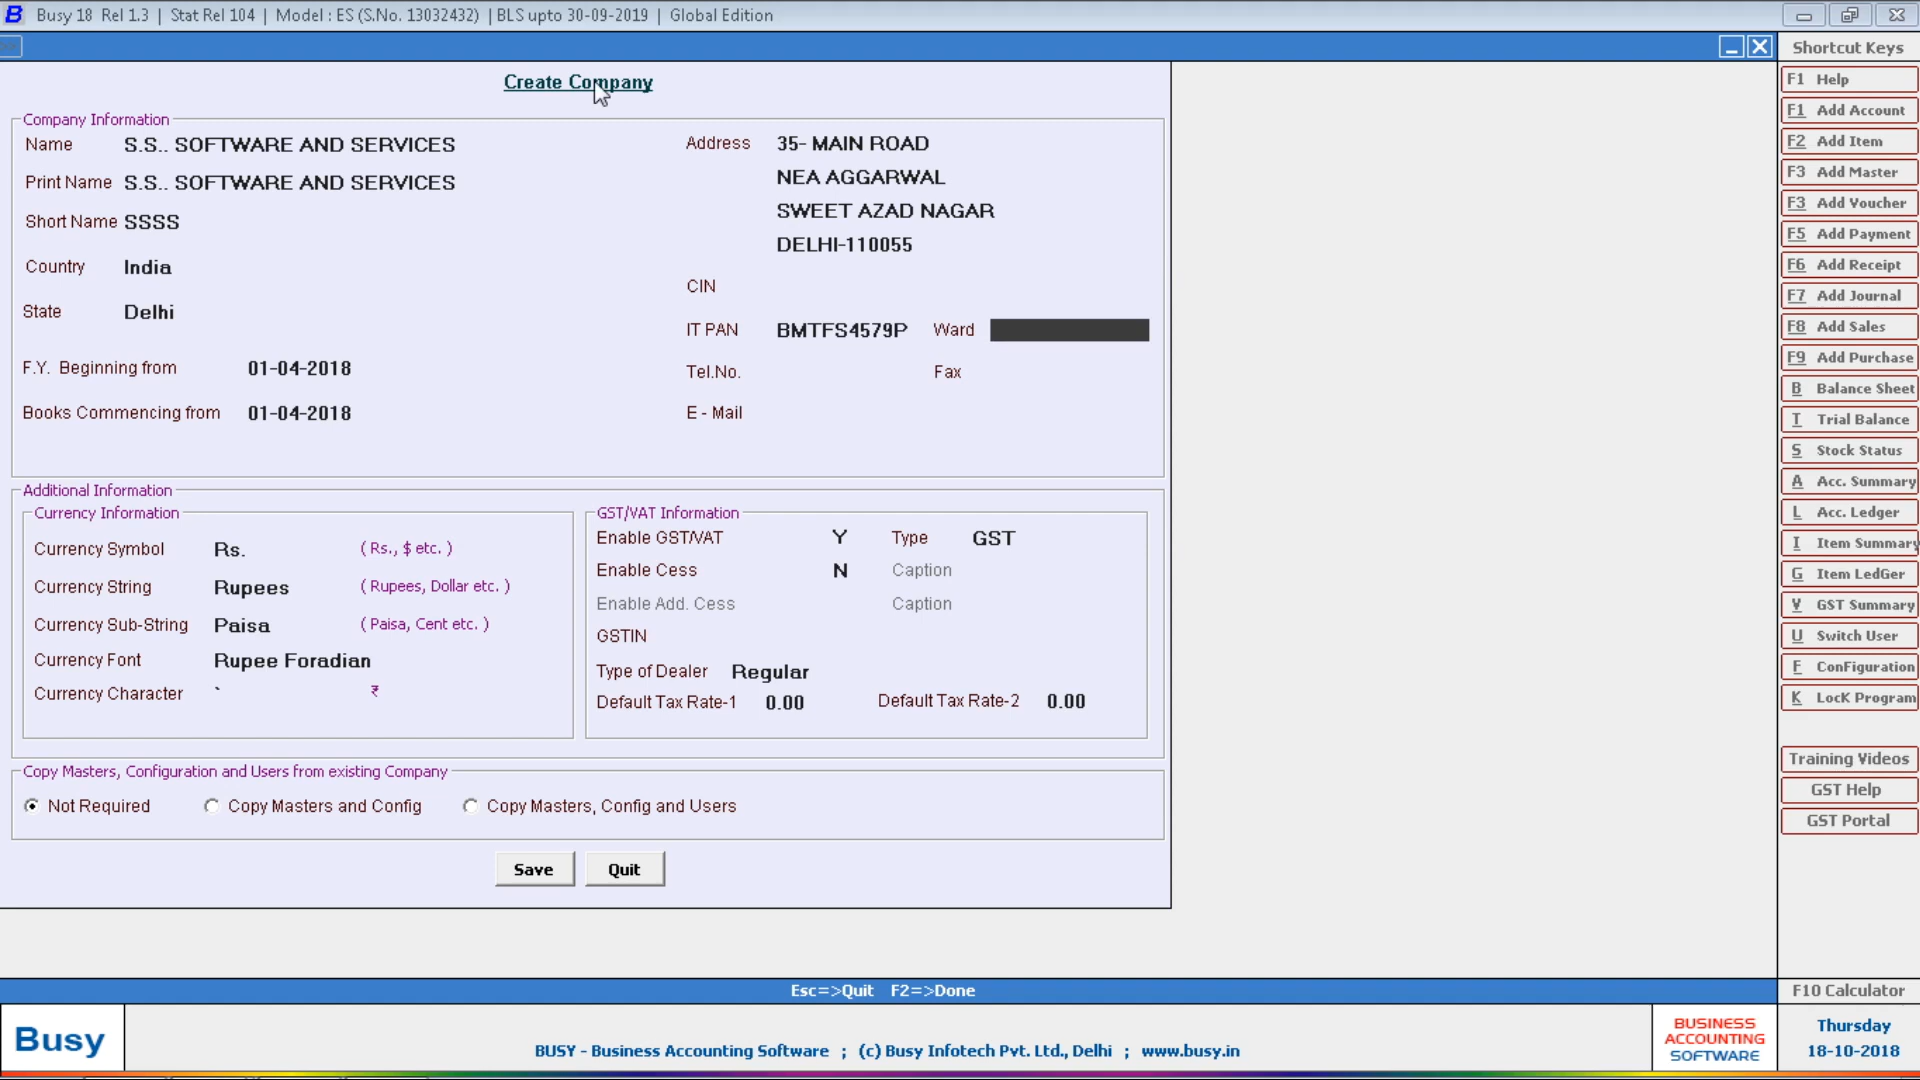 Busy 18 Rel 1.3 | Stat Rel 104 | Model : ES (S.No. 13032432) | BLS upto 30-09-2019 | Global Edition
Create Company
Company Information
Name S.S.. SOFTWARE AND SERVICES
Print Name S.S.. SOFTWARE AND SERVICES
Short Name SSSS
Country India
State Delhi
F.Y. Beginning from 01-04-2018
Books Commencing from 01-04-2018
Address 35- MAIN ROAD
NEA AGGARWAL
SWEET AZAD NAGAR
DELHI-110055
CIN
IT PAN BMTFS4579P Ward
Tel.No. Fax
E - Mail
Additional Information
Currency Information
Currency Symbol Rs. ( Rs., $ etc. )
Currency String Rupees ( Rupees, Dollar etc. )
Currency Sub-String Paisa ( Paisa, Cent etc. )
Currency Font Rupee Foradian
Currency Character ` ₹
GST/VAT Information
Enable GST/VAT Y Type GST
Enable Cess N Caption
Enable Add. Cess Caption
GSTIN
Type of Dealer Regular
Default Tax Rate-1 0.00 Default Tax Rate-2 0.00
Copy Masters, Configuration and Users from existing Company
Not Required Copy Masters and Config Copy Masters, Config and Users
Save Quit
Esc=>Quit F2=>Done
Busy
BUSY - Business Accounting Software ; (c) Busy Infotech Pvt. Ltd., Delhi ; www.busy.in
BUSINESS
ACCOUNTING
SOFTWARE
Shortcut Keys
F1 Help
F1 Add Account
F2 Add Item
F3 Add Master
F3 Add Voucher
F5 Add Payment
F6 Add Receipt
F7 Add Journal
F8 Add Sales
F9 Add Purchase
B Balance Sheet
T Trial Balance
S Stock Status
A Acc. Summary
L Acc. Ledger
I Item Summary
G Item LedGer
Y GST Summary
U Switch User
F ConFiguration
K LocK Program
Training Videos
GST Help
GST Portal
F10 Calculator
Thursday
18-10-2018